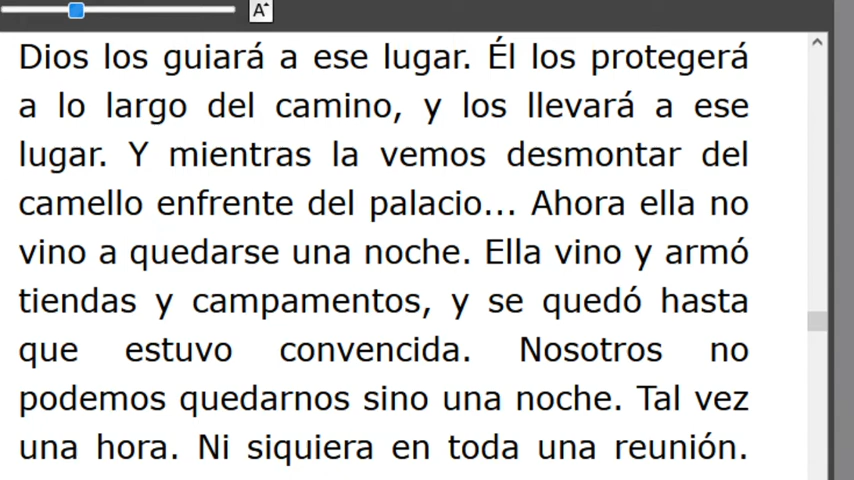 A
Dios los guiará a ese lugar. Él los protegerá
a lo largo del camino, y los llevará a ese
lugar. Y mientras la vemos desmontar del
camello enfrente del palacio... Ahora ella no
vino a quedarse una noche. Ella vino y armó
tiendas y campamentos, y se quedó hasta
que estuvo convencida. Nosotros no
podemos quedarnos sino una noche. Tal vez
una hora. Ni siquiera en toda una reunión.